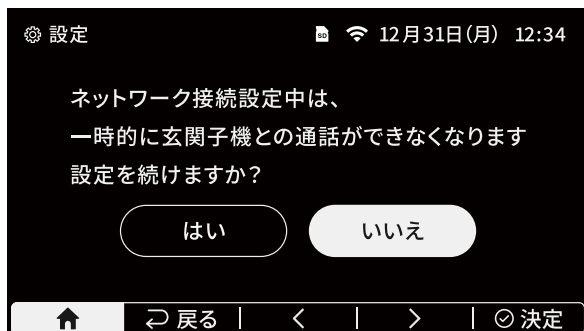 設定 SD 12月31日(月) 12:34
ネットワーク接続設定中は、
一時的に玄関子機との通話ができなくなります
設定を続けますか?
はい いいえ
戻る < > 決定